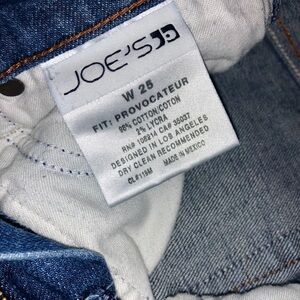 JOE'S
W 25
FIT: PROVOCATEUR
98% COTTON/COTON
2% LYCRA
RN# 108214 CA# 35037
DESIGNED IN LOS ANGELES
DRY CLEAN RECOMMENDED
MADE IN MEXICO